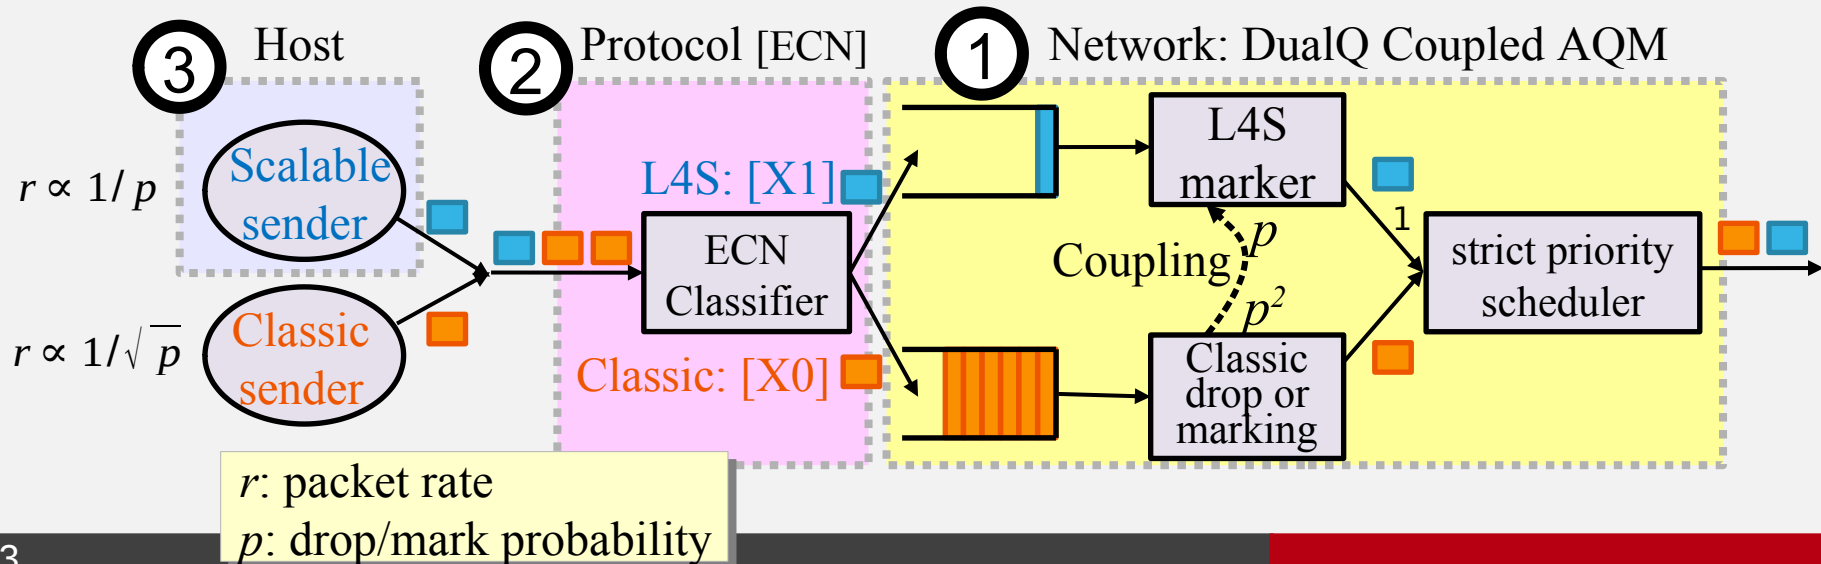 3
Host
2
Protocol [ECN]
1
Network: DualQ Coupled AQM
Scalable
sender
r ∝ 1/ p
Classic
sender
r ∝ 1/√p
L4S: [X1]
ECN
Classifier
Classic: [X0]
L4S
marker
Coupling
p
p²
Classic
drop or
marking
1
strict priority
scheduler
r: packet rate
p: drop/mark probability
3